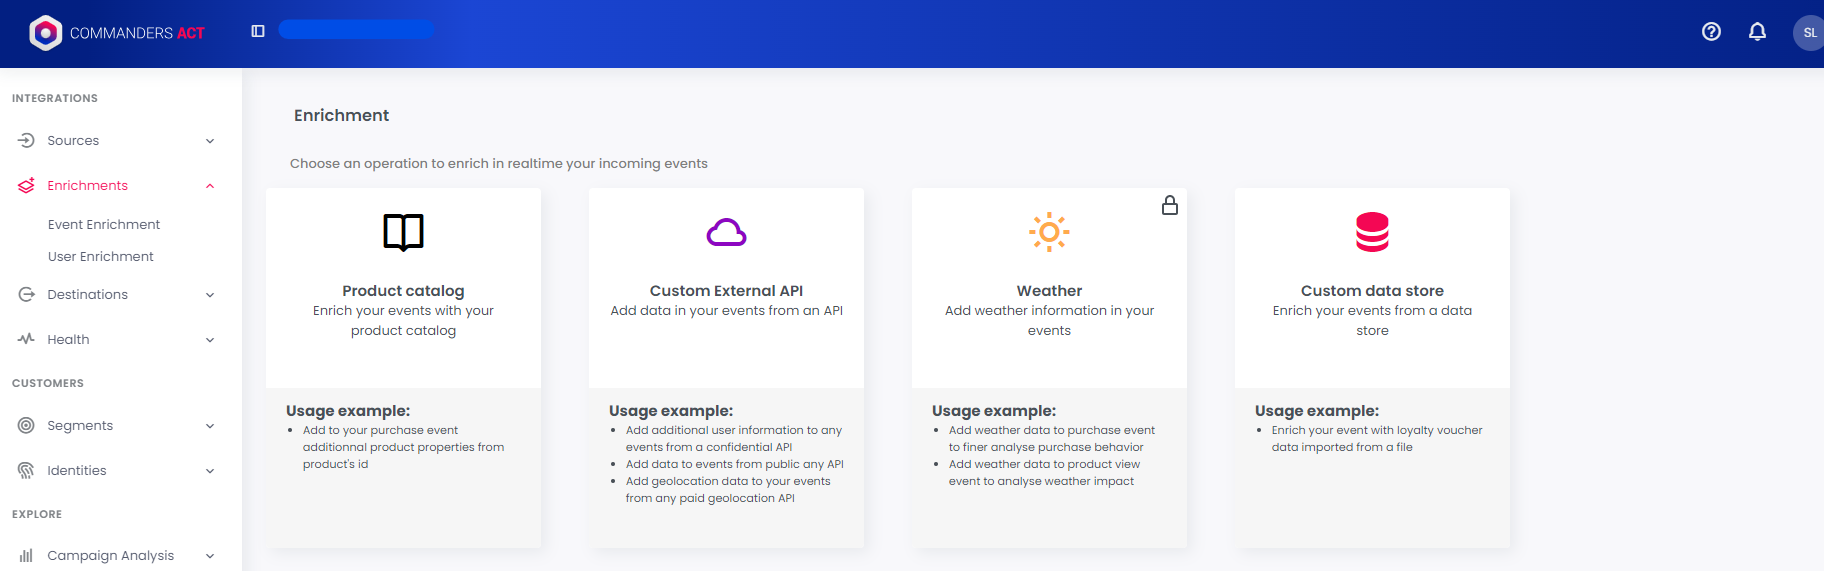 COMMANDERS ACT
SL
INTEGRATIONS
Sources
Enrichments
Event Enrichment
User Enrichment
Destinations
Health
CUSTOMERS
Segments
Identities
EXPLORE
Campaign Analysis
Enrichment
Choose an operation to enrich in realtime your incoming events
Product catalog
Enrich your events with your
product catalog
Usage example:
• Add to your purchase event
additionnal product properties from
product's id
Custom External API
Add data in your events from an API
Usage example:
• Add additional user information to any
events from a confidential API
• Add data to events from public any API
• Add geolocation data to your events
from any paid geolocation API
Weather
Add weather information in your
events
Usage example:
• Add weather data to purchase event
to finer analyse purchase behavior
• Add weather data to product view
event to analyse weather impact
Custom data store
Enrich your events from a data
store
Usage example:
• Enrich your event with loyalty voucher
data imported from a file